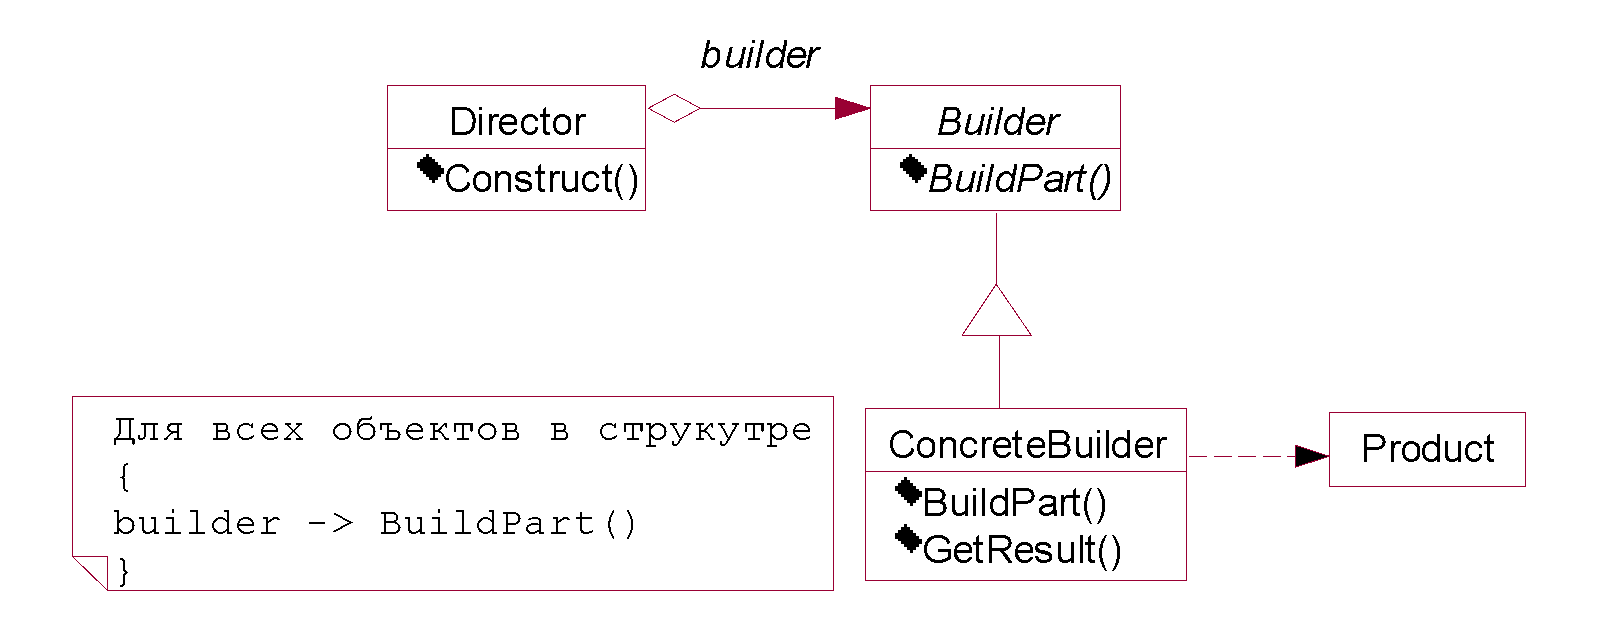 builder
Director
Construct()
Builder
BuildPart()
Для всех объектов в струкутре
{
builder -> BuildPart()
}
ConcreteBuilder
BuildPart()
GetResult()
Product